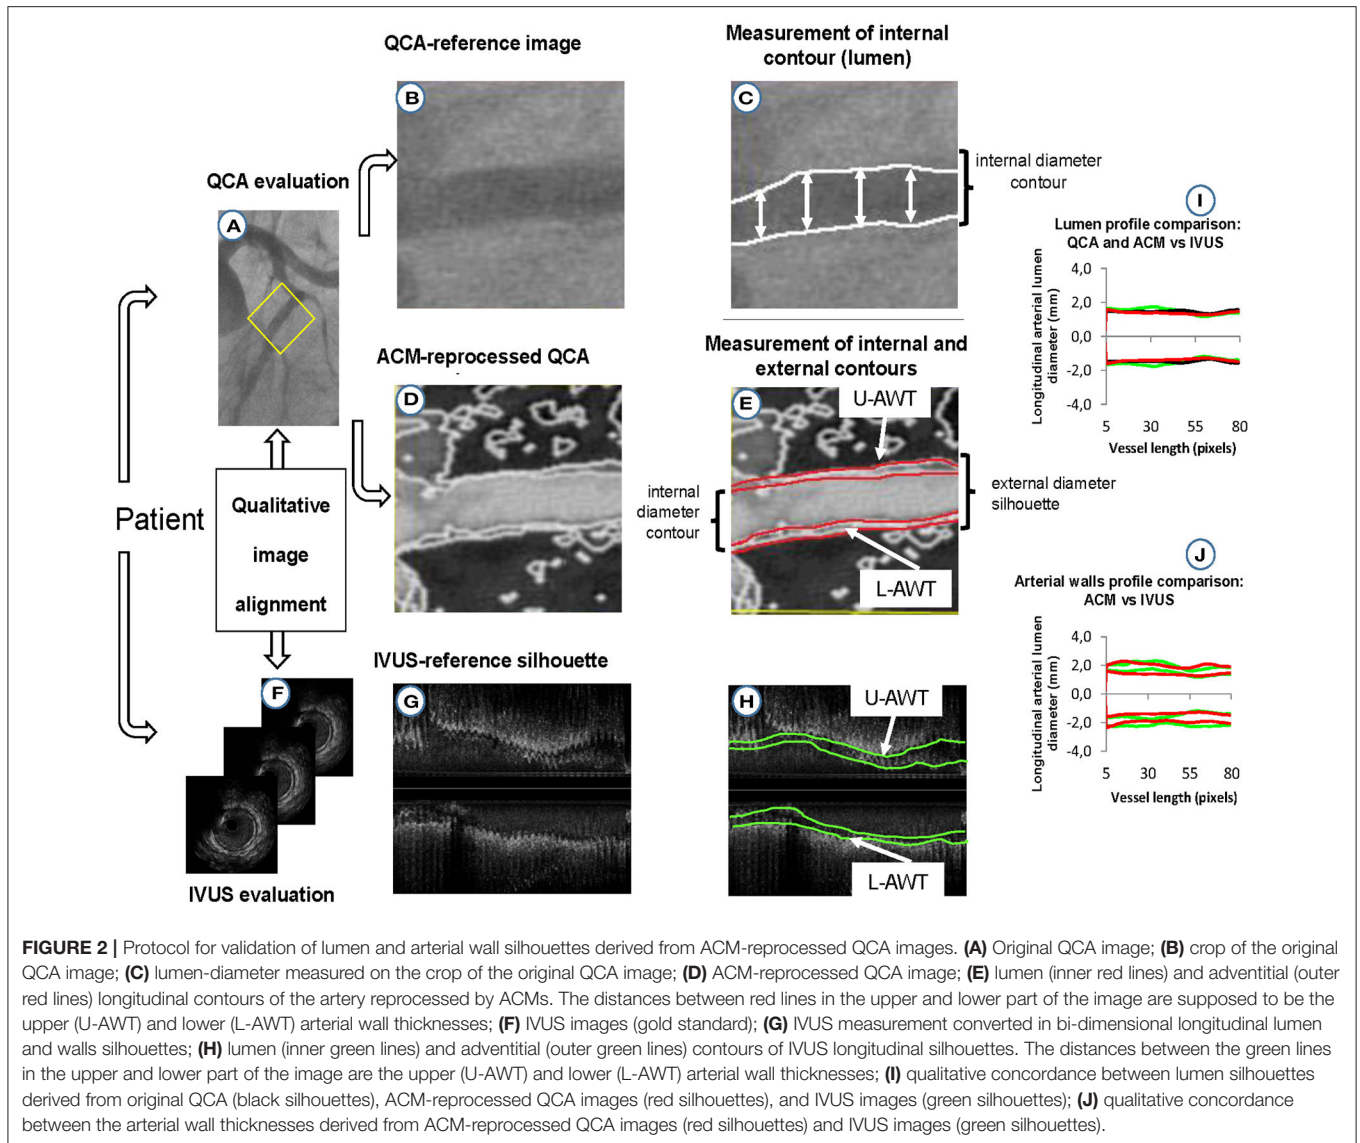 QCA-reference image
Measurement of internal
contour (lumen)
B
C
internal diameter
contour
QCA evaluation
A
I
Lumen profile comparison:
QCA and ACM vs IVUS
Longitudinal arterial lumen
diameter (mm)
4,0
2,0
0,0
-2,0
-4,0
5 30 55 80
Vessel length (pixels)
ACM-reprocessed QCA
Measurement of internal and
external contours
D
E
U-AWT
internal
diameter
contour
external diameter
silhouette
L-AWT
Patient
Qualitative
image
alignment
J
Arterial walls profile comparison:
ACM vs IVUS
Longitudinal arterial lumen
diameter (mm)
4,0
2,0
0,0
-2,0
-4,0
5 30 55 80
Vessel length (pixels)
IVUS-reference silhouette
F
G
H
U-AWT
L-AWT
IVUS evaluation
FIGURE 2 | Protocol for validation of lumen and arterial wall silhouettes derived from ACM-reprocessed QCA images. (A) Original QCA image; (B) crop of the original
QCA image; (C) lumen-diameter measured on the crop of the original QCA image; (D) ACM-reprocessed QCA image; (E) lumen (inner red lines) and adventitial (outer
red lines) longitudinal contours of the artery reprocessed by ACMs. The distances between red lines in the upper and lower part of the image are supposed to be the
upper (U-AWT) and lower (L-AWT) arterial wall thicknesses; (F) IVUS images (gold standard); (G) IVUS measurement converted in bi-dimensional longitudinal lumen
and walls silhouettes; (H) lumen (inner green lines) and adventitial (outer green lines) contours of IVUS longitudinal silhouettes. The distances between the green lines
in the upper and lower part of the image are the upper (U-AWT) and lower (L-AWT) arterial wall thicknesses; (I) qualitative concordance between lumen silhouettes
derived from original QCA (black silhouettes), ACM-reprocessed QCA images (red silhouettes), and IVUS images (green silhouettes); (J) qualitative concordance
between the arterial wall thicknesses derived from ACM-reprocessed QCA images (red silhouettes) and IVUS images (green silhouettes).